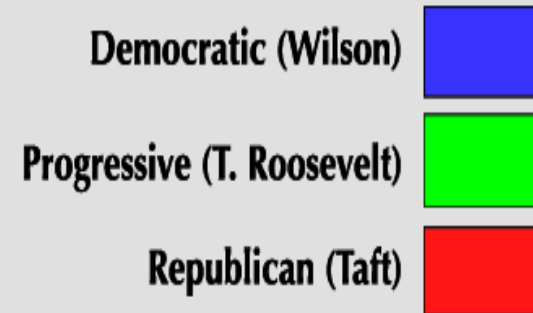 Democratic (Wilson)
Progressive (T. Roosevelt)
Republican (Taft)